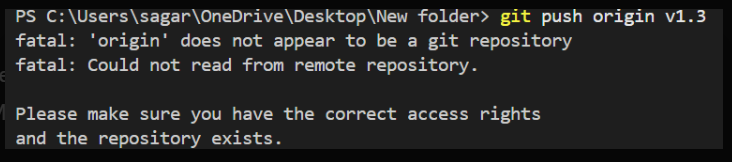 PS C:\Users\sagar\OneDrive\Desktop\New folder> git push origin v1.3
fatal: 'origin' does not appear to be a git repository
fatal: Could not read from remote repository.
Please make sure you have the correct access rights
and the repository exists.